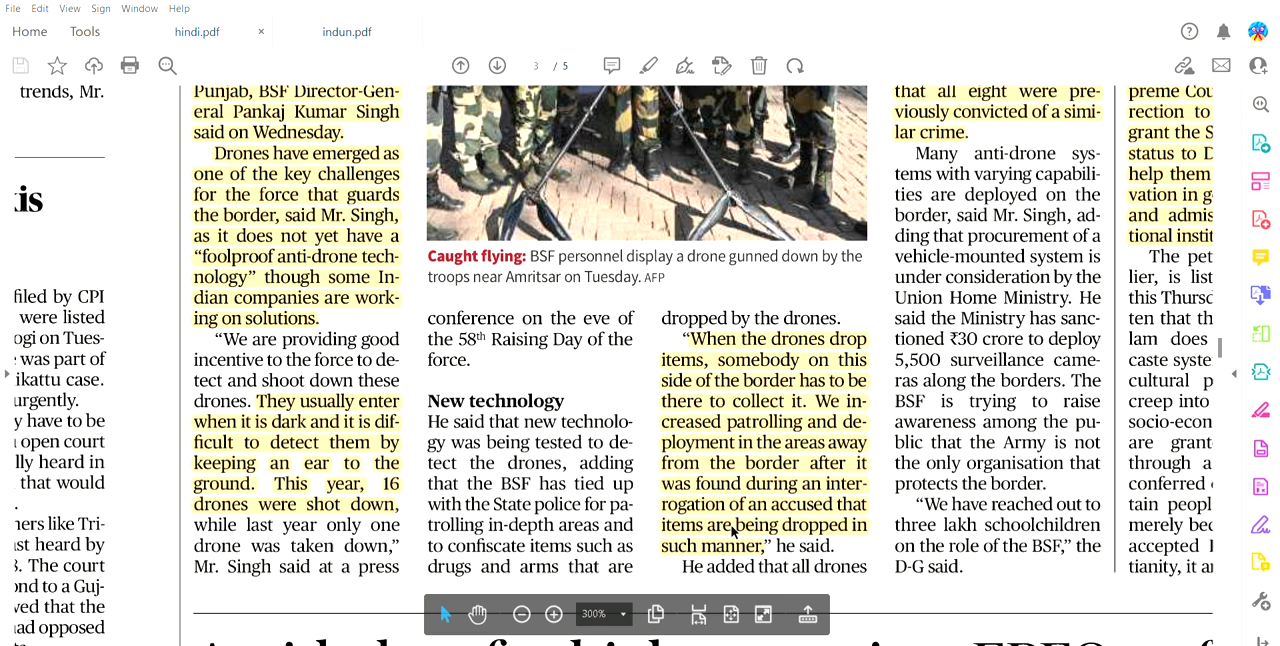 File Edit View Sign Window Help
Home Tools hindi.pdf × indun.pdf
3 / 5
trends, Mr.
is
filed by CPI
were listed
ogi on Tues-
was part of
ikattu case.
urgently.
y have to be
open court
lly heard in
that would
.
ners like Tri-
ast heard by
3. The court
ond to a Guj-
ved that the
had opposed
Punjab, BSF Director-Gen-
eral Pankaj Kumar Singh
said on Wednesday.
Drones have emerged as
one of the key challenges
for the force that guards
the border, said Mr. Singh,
as it does not yet have a
“foolproof anti-drone tech-
nology” though some In-
dian companies are work-
ing on solutions.
“We are providing good
incentive to the force to de-
tect and shoot down these
drones. They usually enter
when it is dark and it is dif-
ficult to detect them by
keeping an ear to the
ground. This year, 16
drones were shot down,
while last year only one
drone was taken down,”
Mr. Singh said at a press
Caught flying: BSF personnel display a drone gunned down by the
troops near Amritsar on Tuesday. AFP
conference on the eve of
the 58th Raising Day of the
force.
New technology
He said that new technolo-
gy was being tested to de-
tect the drones, adding
that the BSF has tied up
with the State police for pa-
trolling in-depth areas and
to confiscate items such as
drugs and arms that are
dropped by the drones.
“When the drones drop
items, somebody on this
side of the border has to be
there to collect it. We in-
creased patrolling and de-
ployment in the areas away
from the border after it
was found during an inter-
rogation of an accused that
items are being dropped in
such manner,” he said.
He added that all drones
that all eight were pre-
viously convicted of a simi-
lar crime.
Many anti-drone sys-
tems with varying capabili-
ties are deployed on the
border, said Mr. Singh, ad-
ding that procurement of a
vehicle-mounted system is
under consideration by the
Union Home Ministry. He
said the Ministry has sanc-
tioned ₹30 crore to deploy
5,500 surveillance came-
ras along the borders. The
BSF is trying to raise
awareness among the pu-
blic that the Army is not
the only organisation that
protects the border.
“We have reached out to
three lakh schoolchildren
on the role of the BSF,” the
D-G said.
preme Cou
rection to
grant the S
status to D
help them
vation in g
and admis
tional instit
The pet
lier, is list
this Thursd
ten that th
lam does
caste syste
cultural p
creep into
socio-econ
are grant
through a
conferred
tain peopl
merely bec
accepted
tianity, it a
300%